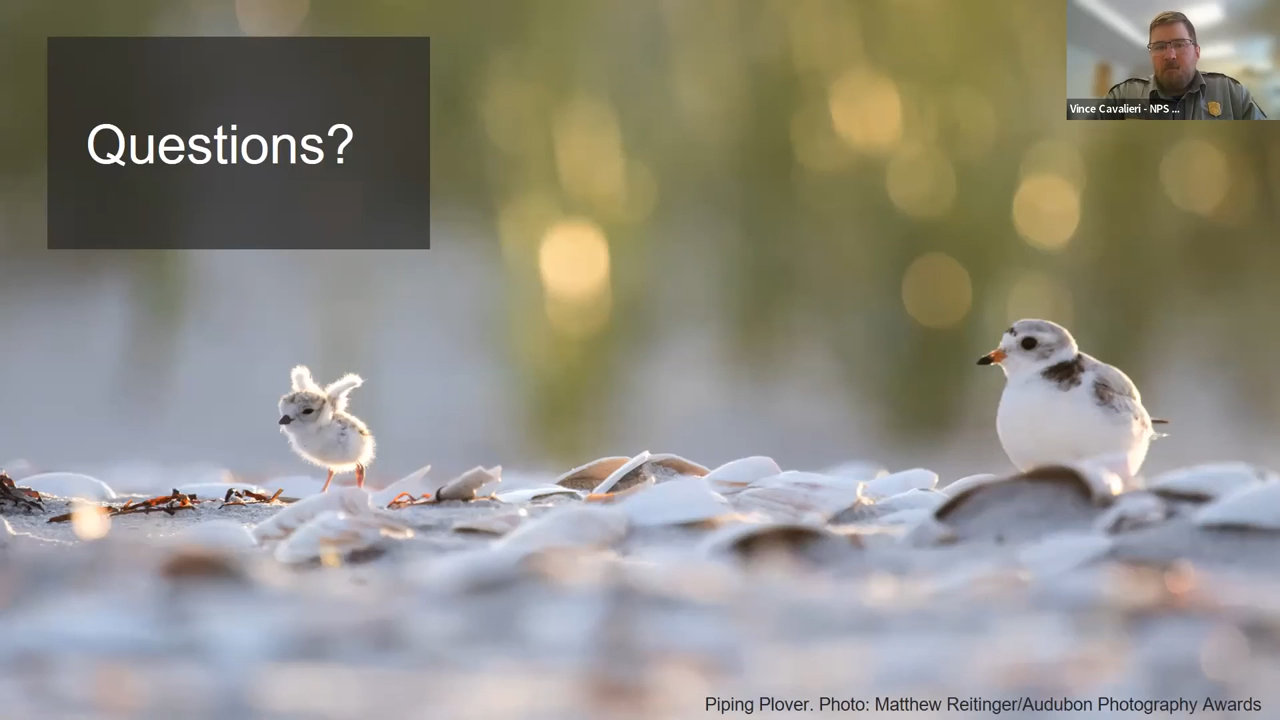 Questions?
Vince Cavalieri - NPS ...
Piping Plover. Photo: Matthew Reitinger/Audubon Photography Awards